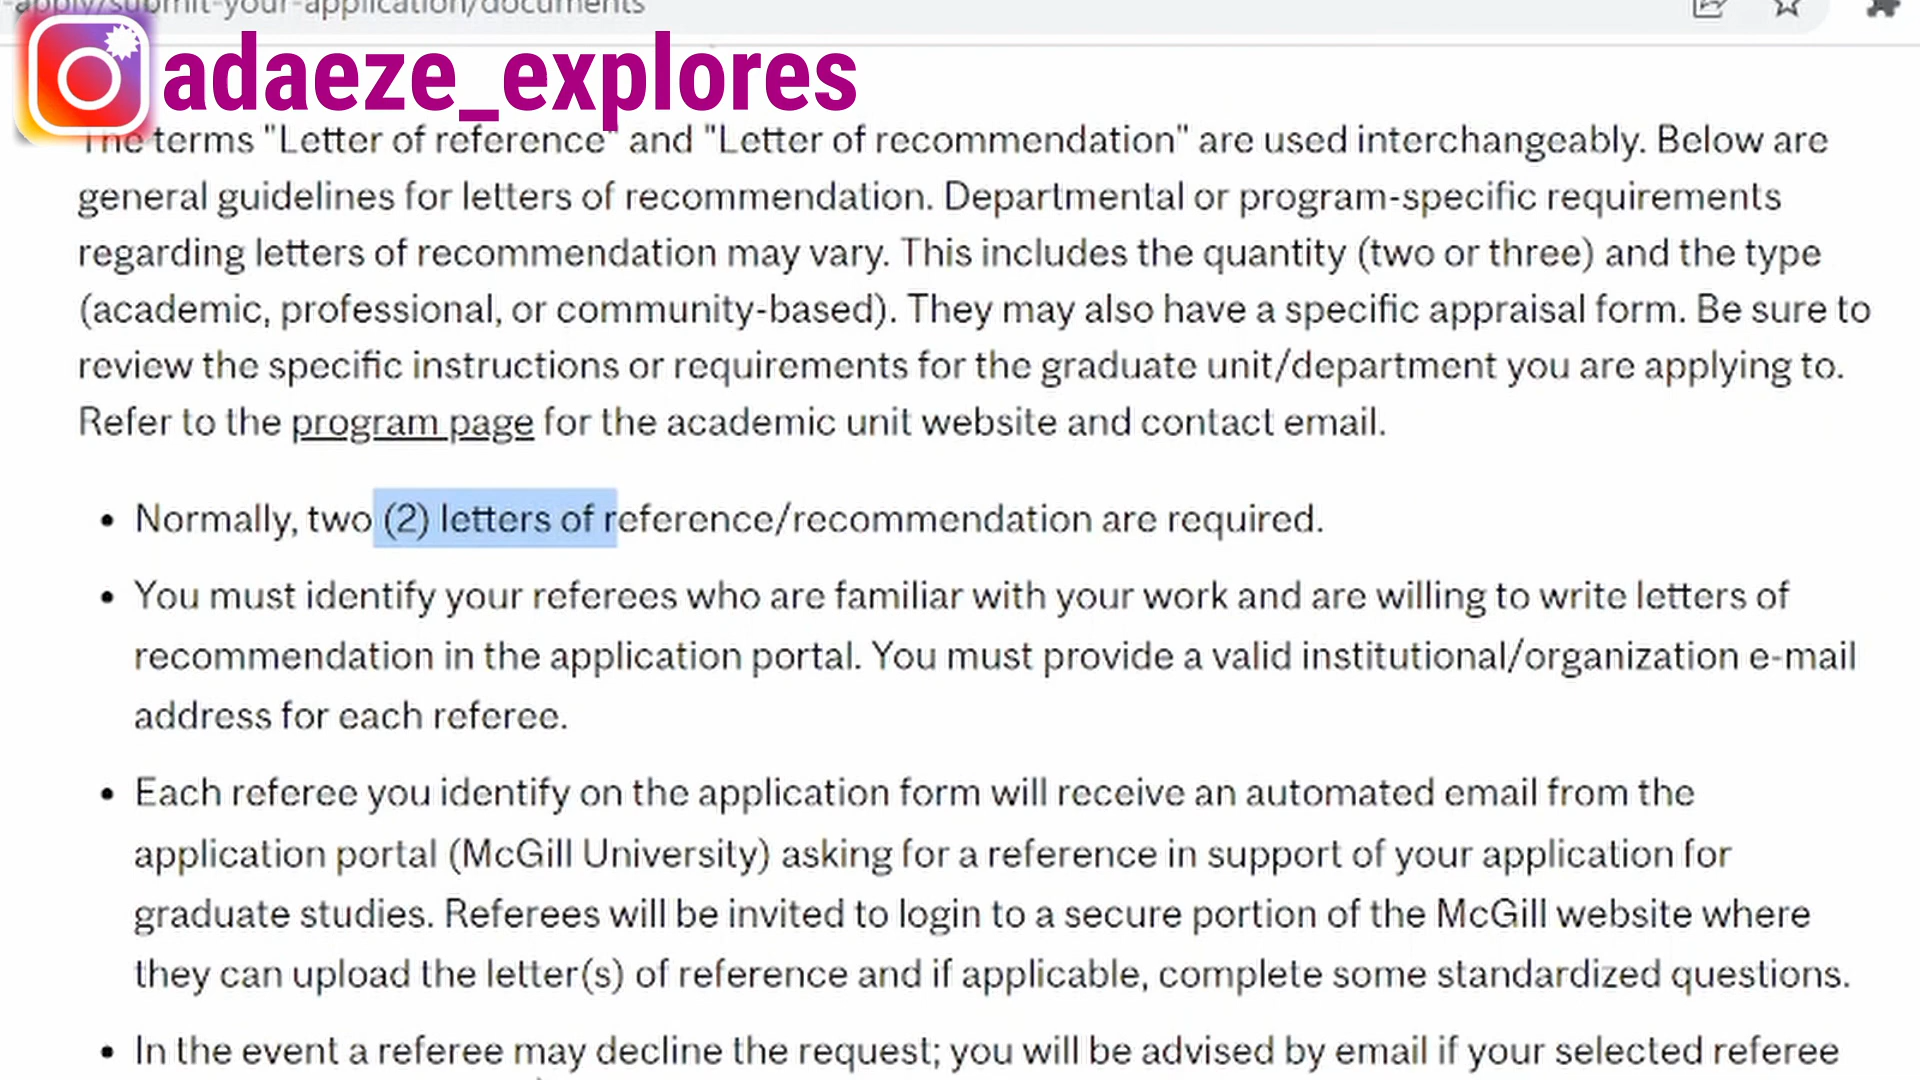 -apply/submit-your-application/documents
adaeze_explores
The terms "Letter of reference" and "Letter of recommendation" are used interchangeably. Below are
general guidelines for letters of recommendation. Departmental or program-specific requirements
regarding letters of recommendation may vary. This includes the quantity (two or three) and the type
(academic, professional, or community-based). They may also have a specific appraisal form. Be sure to
review the specific instructions or requirements for the graduate unit/department you are applying to.
Refer to the program page for the academic unit website and contact email.
• Normally, two (2) letters of reference/recommendation are required.
• You must identify your referees who are familiar with your work and are willing to write letters of
recommendation in the application portal. You must provide a valid institutional/organization e-mail
address for each referee.
• Each referee you identify on the application form will receive an automated email from the
application portal (McGill University) asking for a reference in support of your application for
graduate studies. Referees will be invited to login to a secure portion of the McGill website where
they can upload the letter(s) of reference and if applicable, complete some standardized questions.
• In the event a referee may decline the request; you will be advised by email if your selected referee